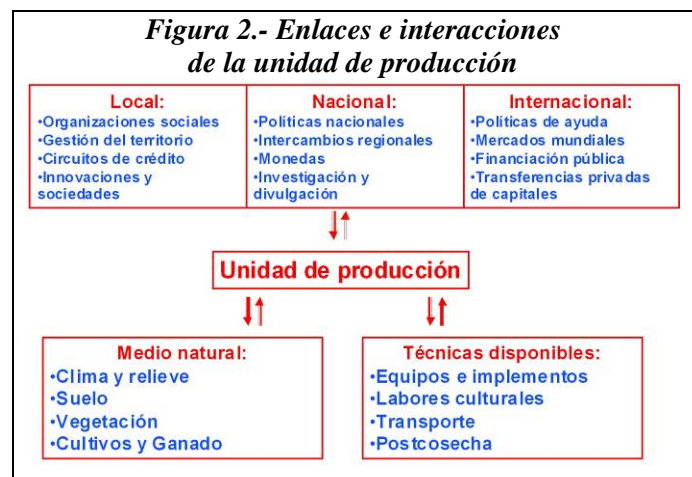 Figura 2.- Enlaces e interacciones
de la unidad de producción
Local:
•Organizaciones sociales
•Gestión del territorio
•Circuitos de crédito
•Innovaciones y
sociedades
Nacional:
•Políticas nacionales
•Intercambios regionales
•Monedas
•Investigación y
divulgación
Internacional:
•Políticas de ayuda
•Mercados mundiales
•Financiación pública
•Transferencias privadas
de capitales
Unidad de producción
Medio natural:
•Clima y relieve
•Suelo
•Vegetación
•Cultivos y Ganado
Técnicas disponibles:
•Equipos e implementos
•Labores culturales
•Transporte
•Postcosecha